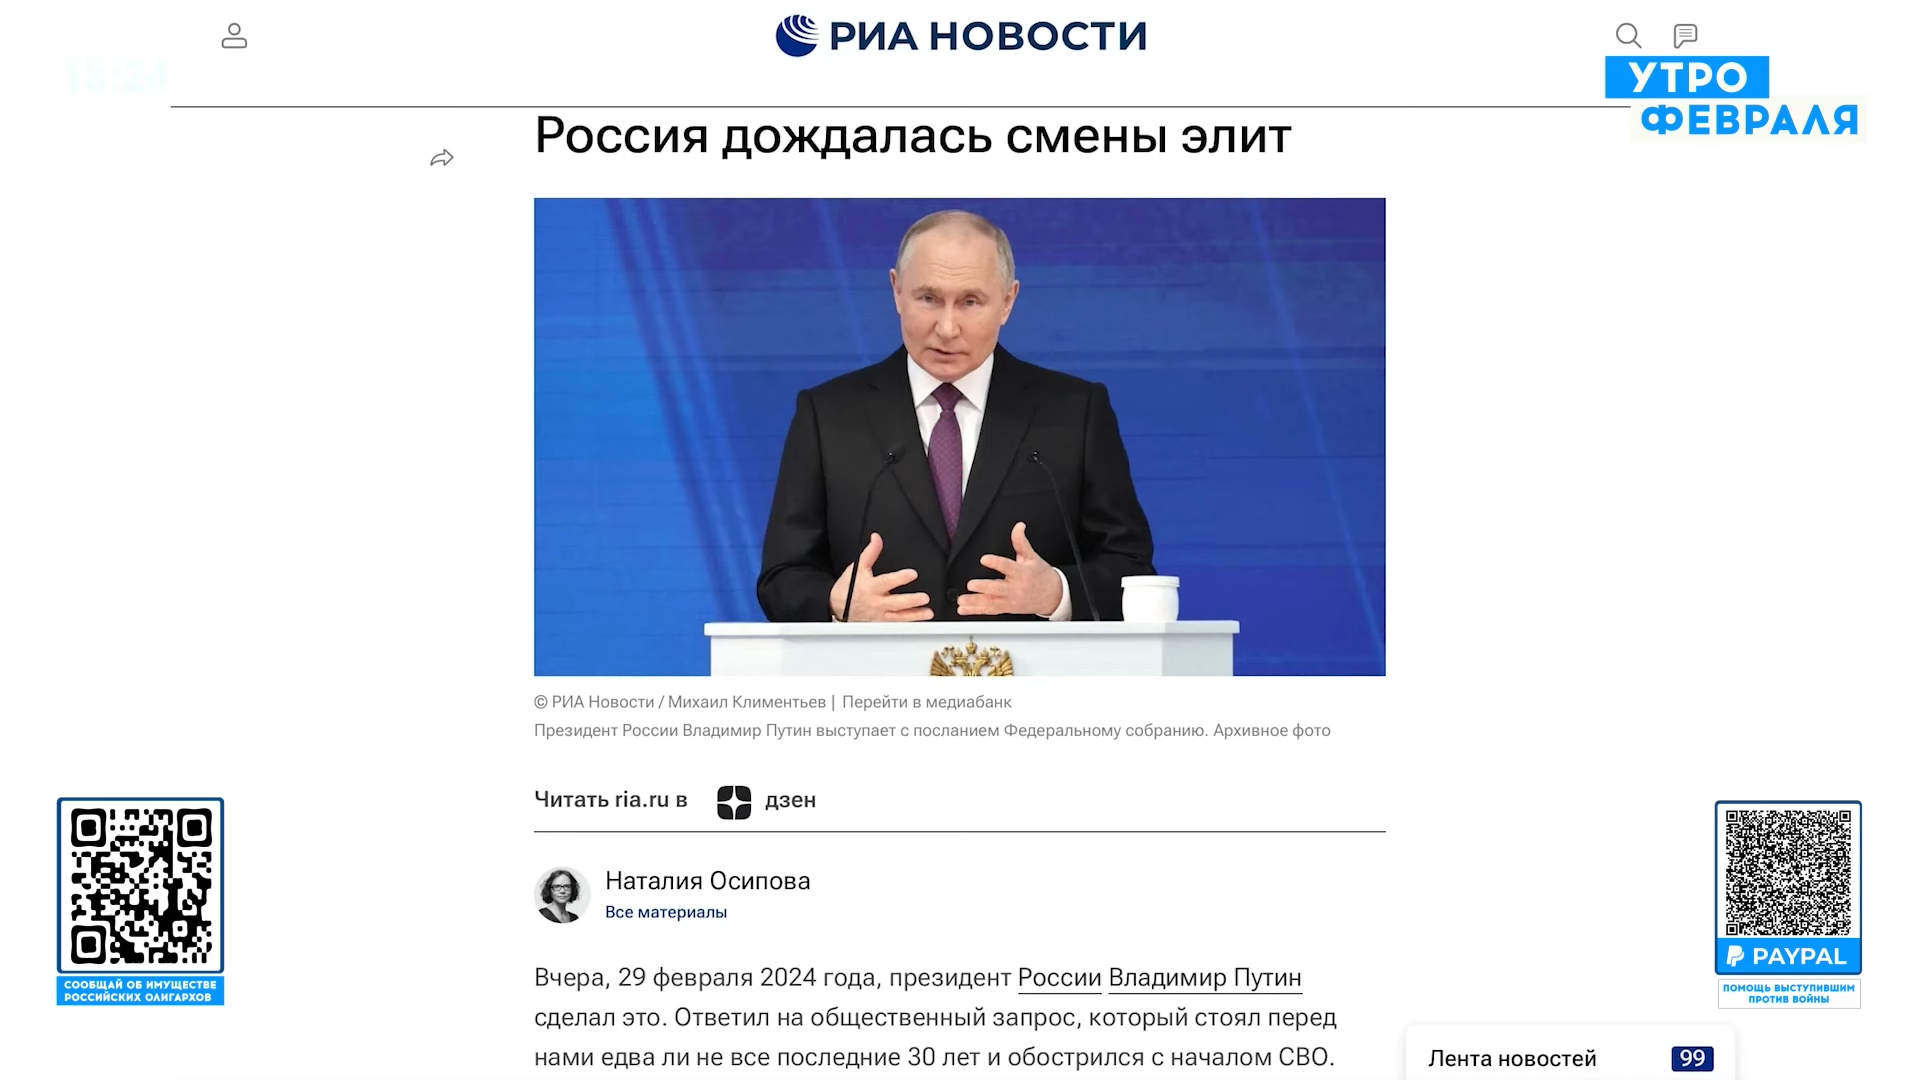 РИА НОВОСТИ
18:24
УТРО
ФЕВРАЛЯ
Россия дождалась смены элит
© РИА Новости / Михаил Климентьев | Перейти в медиабанк
Президент России Владимир Путин выступает с посланием Федеральному собранию. Архивное фото
Читать ria.ru в дзен
Наталия Осипова
Все материалы
Вчера, 29 февраля 2024 года, президент России Владимир Путин
сделал это. Ответил на общественный запрос, который стоял перед
нами едва ли не все последние 30 лет и обострился с началом СВО.
СООБЩАЙ ОБ ИМУЩЕСТВЕ
РОССИЙСКИХ ОЛИГАРХОВ
PAYPAL
ПОМОЩЬ ВЫСТУПИВШИМ
ПРОТИВ ВОЙНЫ
Лента новостей 99